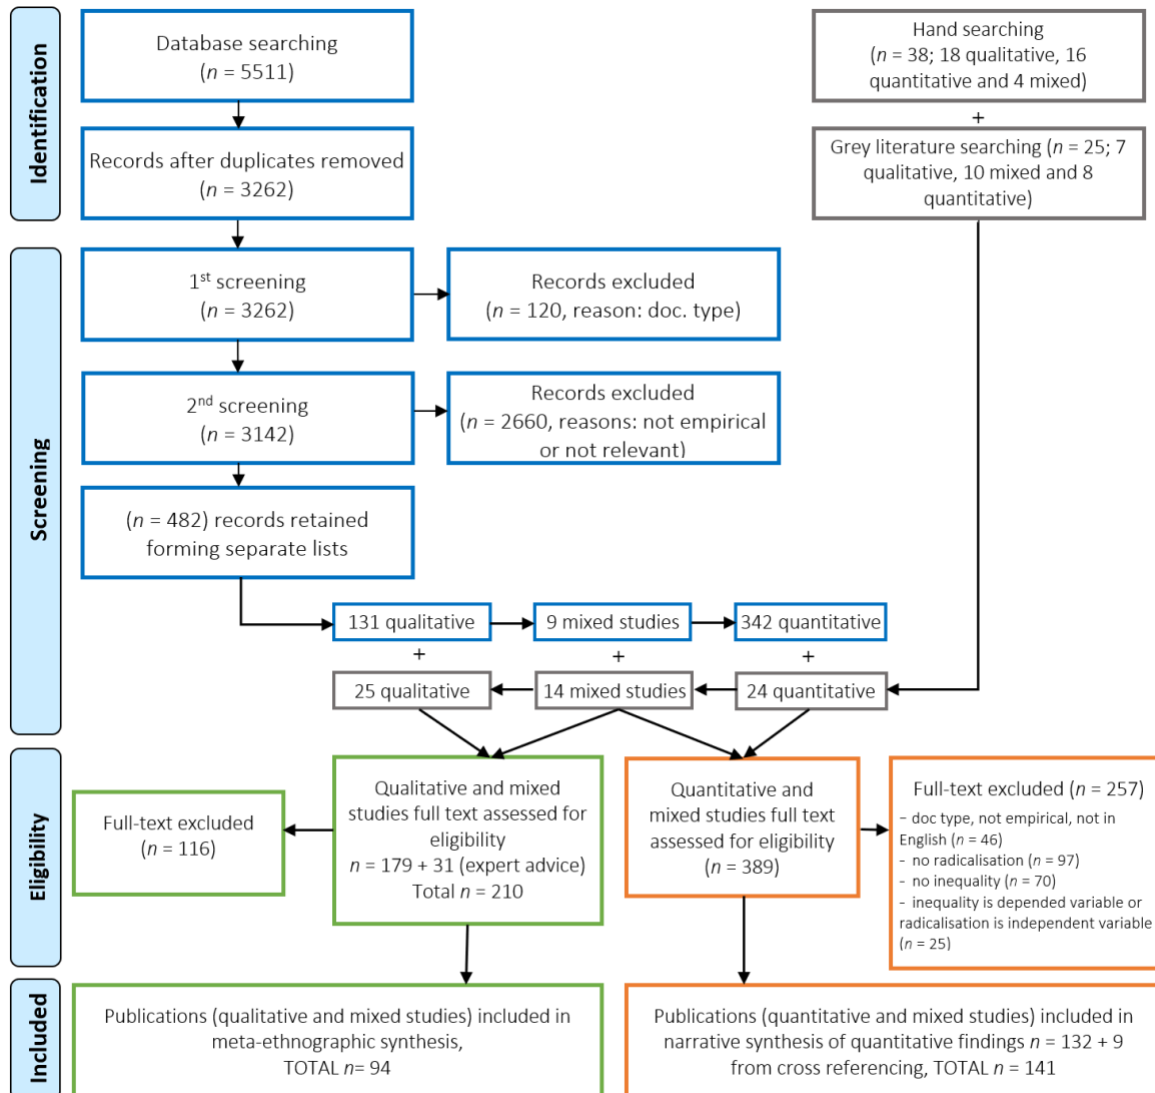 Identification
Database searching
(n = 5511)
Records after duplicates removed
(n = 3262)
Hand searching
(n = 38; 18 qualitative, 16
quantitative and 4 mixed)
+
Grey literature searching (n = 25; 7
qualitative, 10 mixed and 8
quantitative)
Screening
1st screening
(n = 3262)
Records excluded
(n = 120, reason: doc. type)
2nd screening
(n = 3142)
Records excluded
(n = 2660, reasons: not empirical
or not relevant)
(n = 482) records retained
forming separate lists
131 qualitative
9 mixed studies
342 quantitative
+
+
+
25 qualitative
14 mixed studies
24 quantitative
Eligibility
Full-text excluded
(n = 116)
Qualitative and mixed
studies full text assessed for
eligibility
n = 179 + 31 (expert advice)
Total n = 210
Quantitative and
mixed studies full text
assessed for eligibility
(n = 389)
Full-text excluded (n = 257)
– doc type, not empirical, not in
English (n = 46)
- no radicalisation (n = 97)
- no inequality (n = 70)
- inequality is depended variable or
radicalisation is independent variable
(n = 25)
Included
Publications (qualitative and mixed studies) included in
meta-ethnographic synthesis,
TOTAL n= 94
Publications (quantitative and mixed studies) included in
narrative synthesis of quantitative findings n = 132 + 9
from cross referencing, TOTAL n = 141